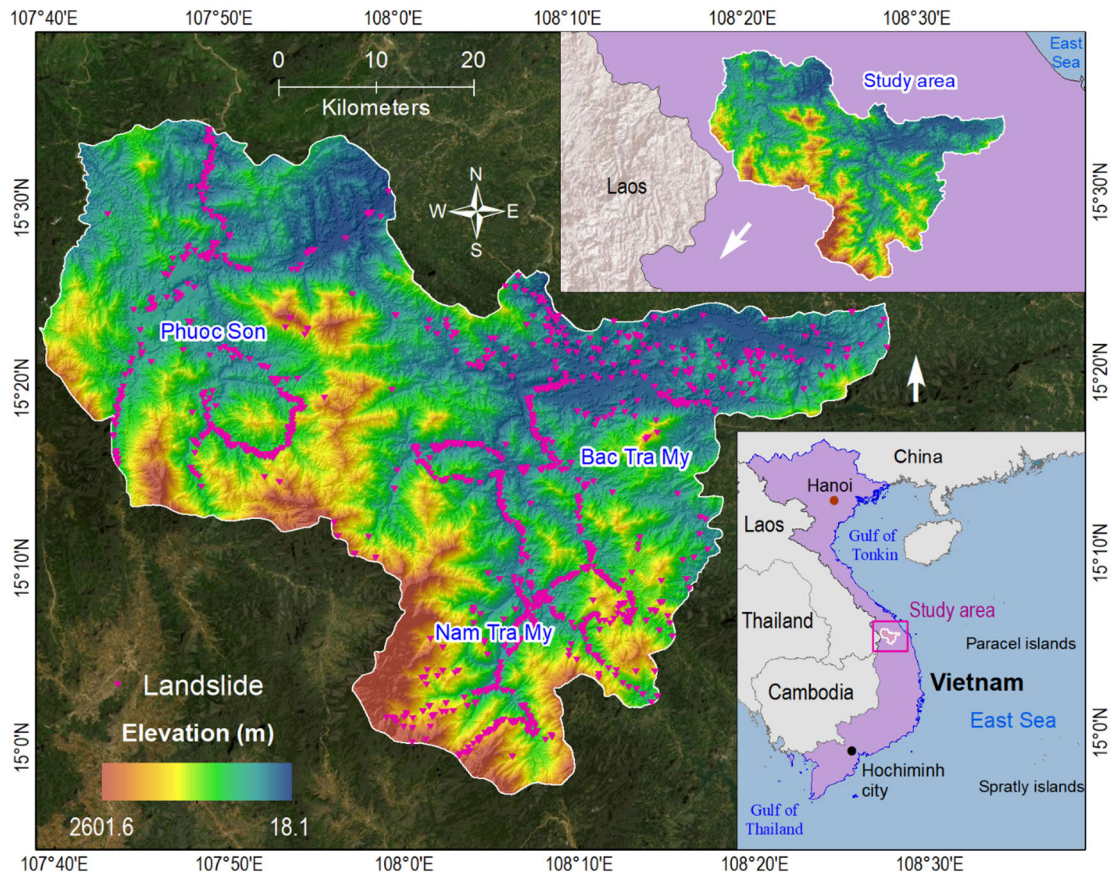 107°40'E 107°50'E 108°0'E 108°10'E 108°20'E 108°30'E
0 10 20
Kilometers
N
W E
S
15°30'N
15°20'N
15°10'N
15°0'N
Phuoc Son
Bac Tra My
Nam Tra My
Landslide
Elevation (m)
2601.6 18.1
East
Sea
Study area
Laos
15°30'N
15°20'N
15°10'N
15°0'N
China
Hanoi
Laos
Gulf of
Tonkin
Thailand
Study area
Paracel islands
Cambodia
Vietnam
East Sea
Hochiminh
city
Spratly islands
Gulf of
Thailand
107°40'E 107°50'E 108°0'E 108°10'E 108°20'E 108°30'E